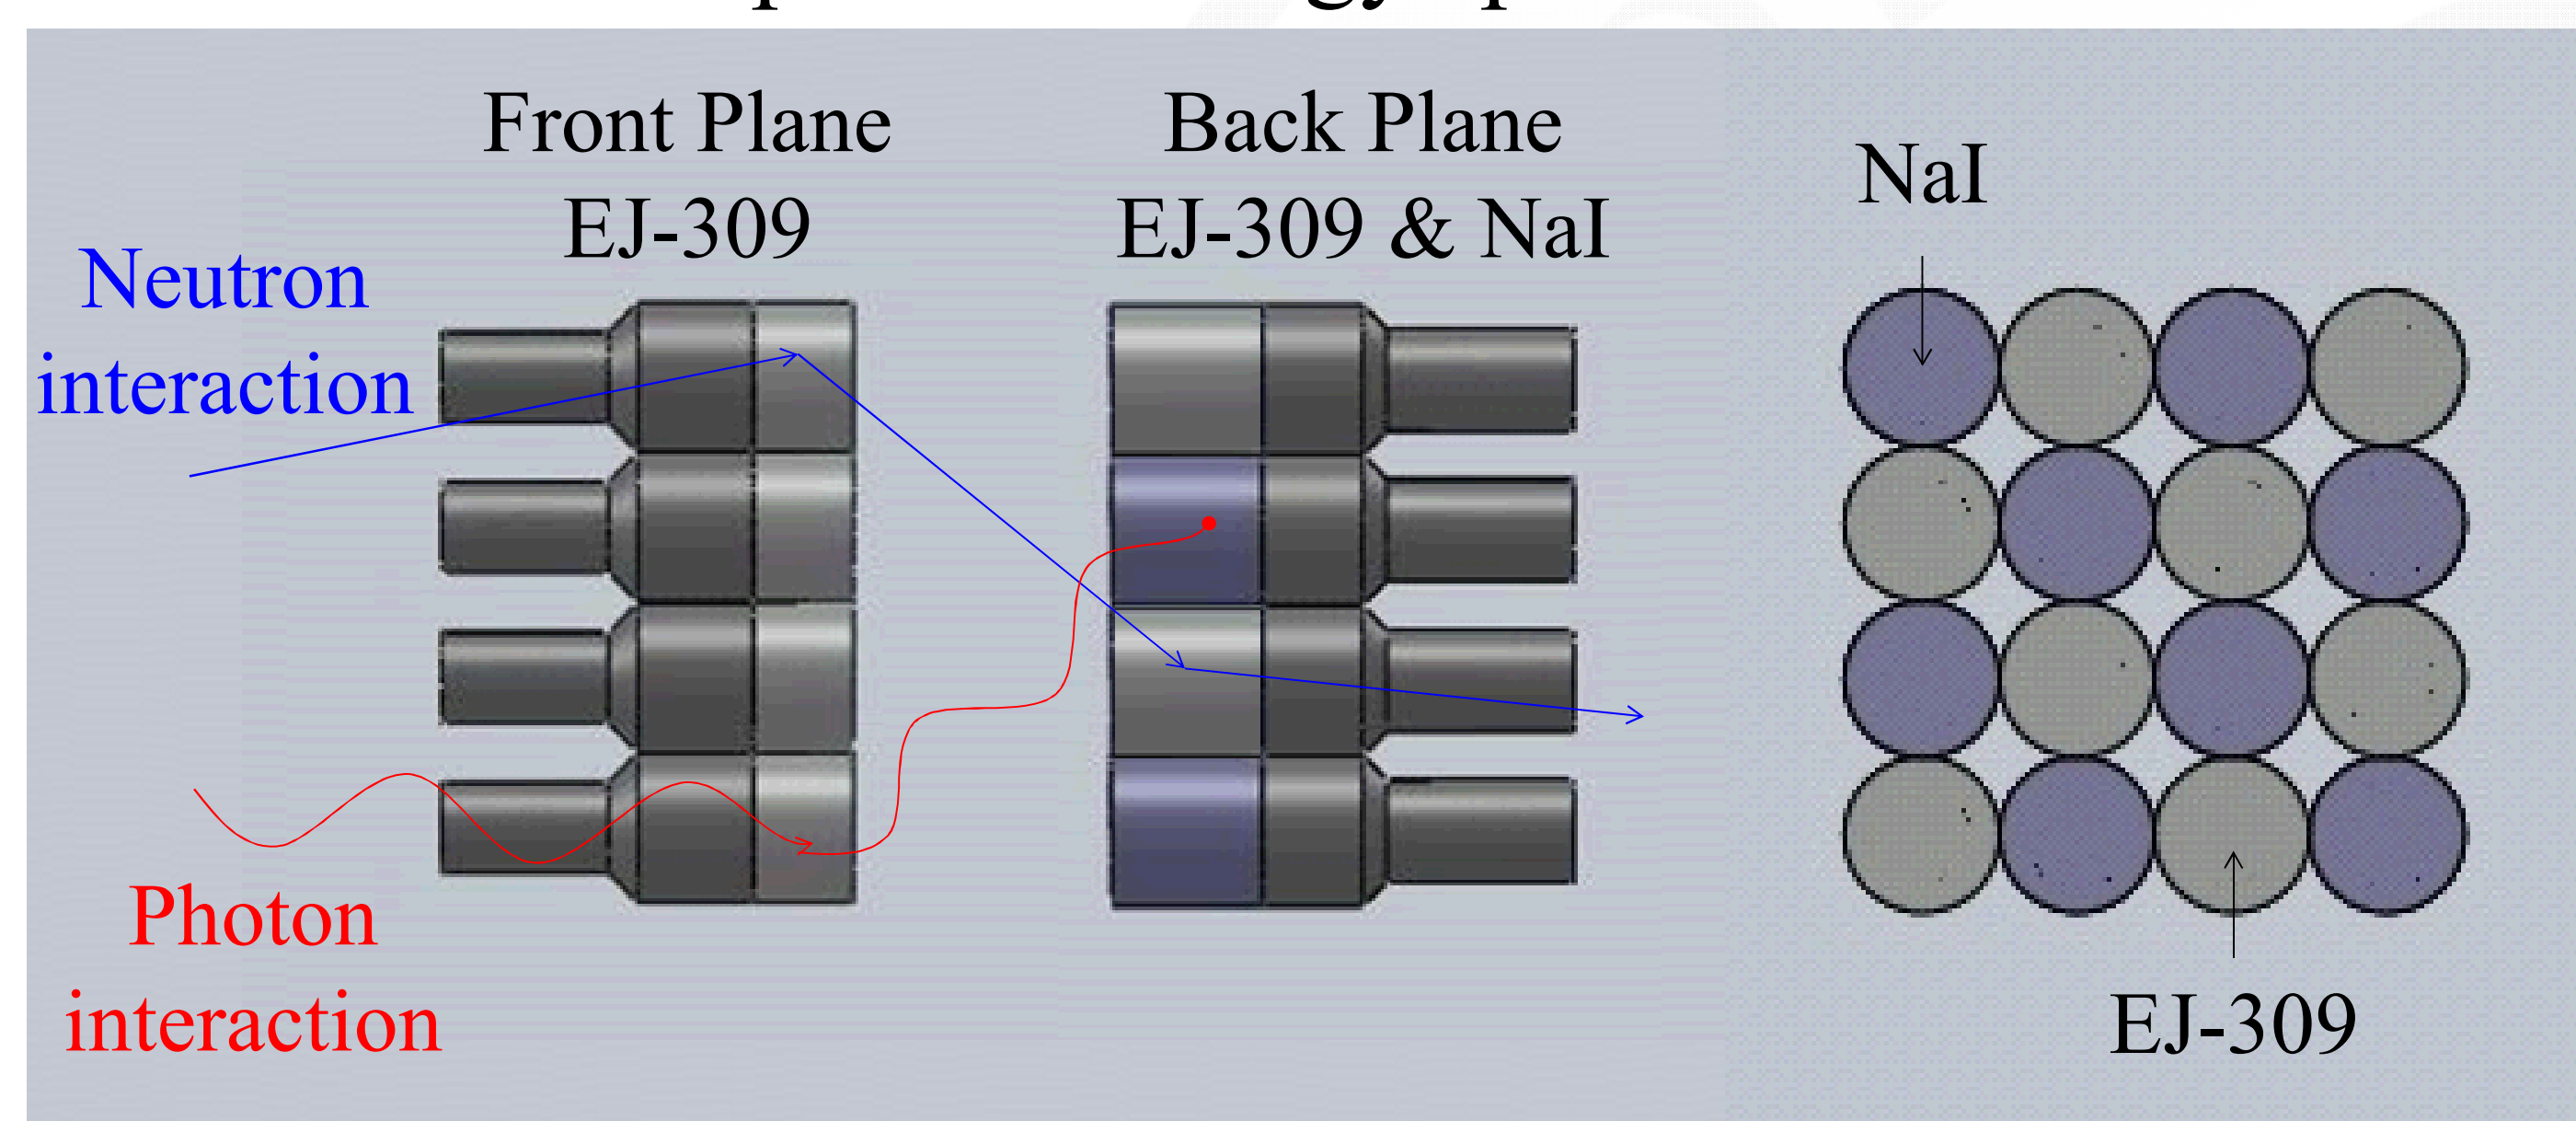 Front Plane
EJ-309
Back Plane
EJ-309 & NaI
NaI
Neutron
interaction
Photon
interaction
EJ-309